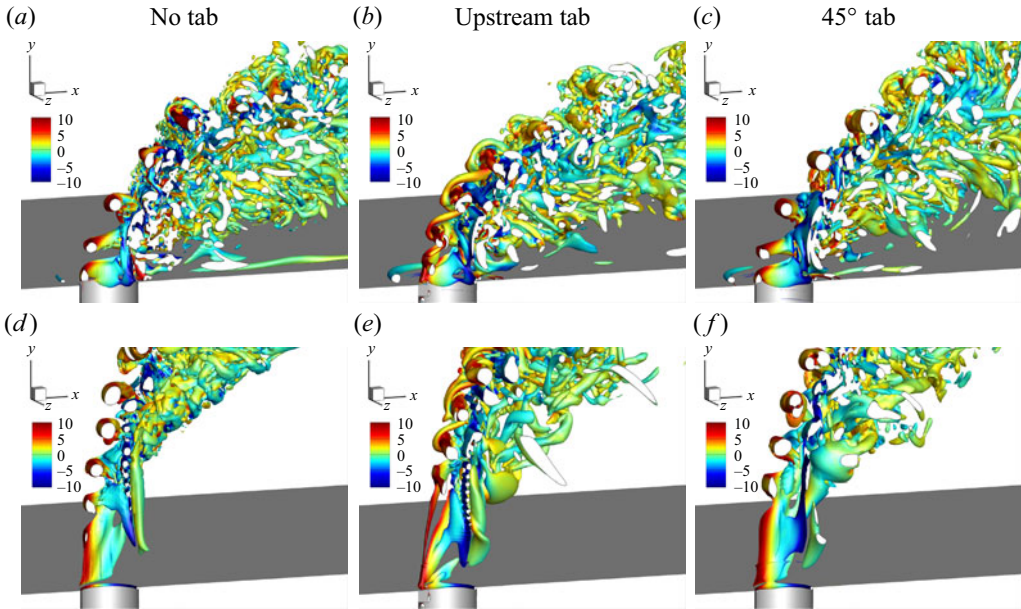 (a) No tab (b) Upstream tab (c) 45° tab
y y y
z x z x z x
10 10 10
5 5 5
0 0 0
–5 –5 –5
–10 –10 –10
(d) (e) (f)
y y y
z x z x z x
10 10 10
5 5 5
0 0 0
–5 –5 –5
–10 –10 –10